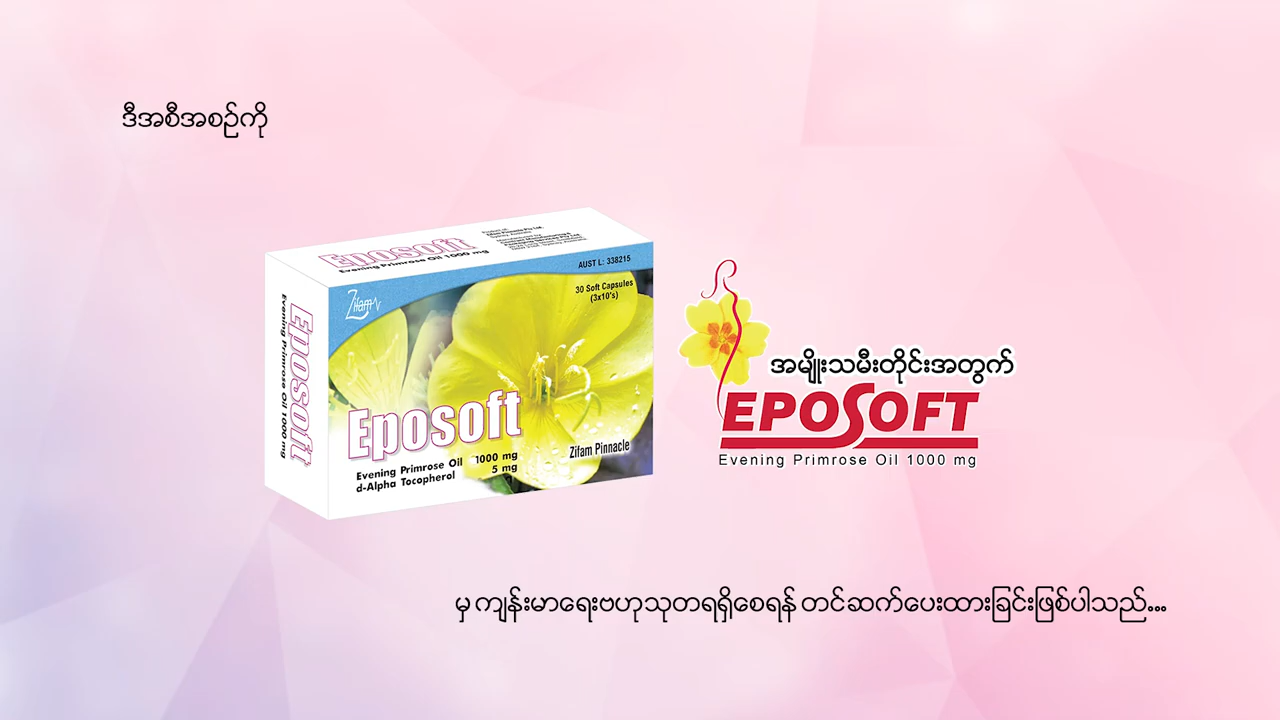 ဒီအစီအစဉ်ကို
Eposoft
Evening Primrose Oil 1000 mg
AUST L: 338215
30 Soft Capsules
(3x10's)
Zifam
Eposoft
Evening Primrose Oil 1000 mg
Eposoft
Evening Primrose Oil 1000 mg
d-Alpha Tocopherol 5 mg
Zifam Pinnacle
အမျိုးသမီးတိုင်းအတွက်
EPOSOFT
Evening Primrose Oil 1000 mg
မှ ကျန်းမာရေးဗဟုသုတရရှိစေရန် တင်ဆက်ပေးထားခြင်းဖြစ်ပါသည်...